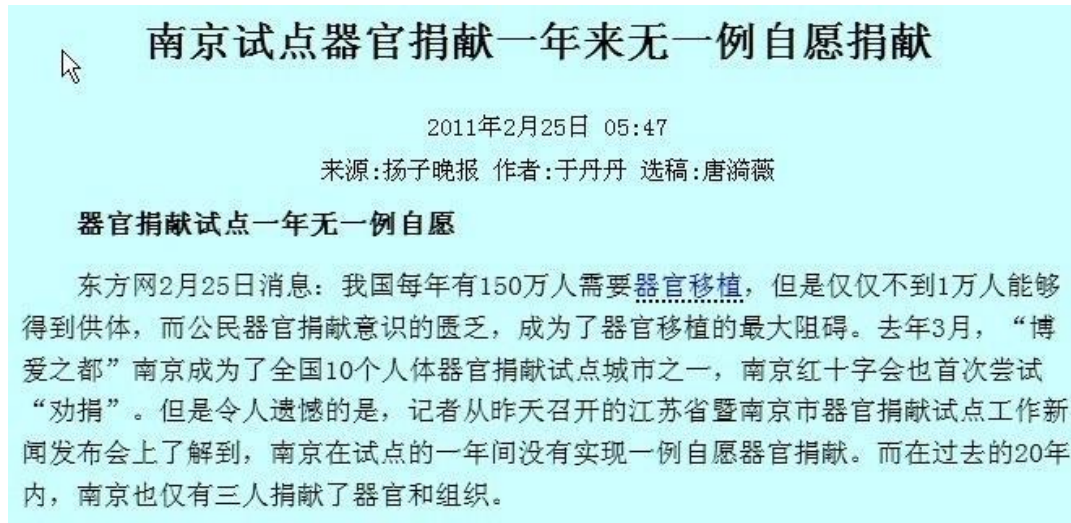 南京试点器官捐献一年来无一例自愿捐献
2011年2月25日 05:47
来源:扬子晚报 作者:于丹丹 选稿:唐漪薇
器官捐献试点一年无一例自愿
东方网2月25日消息：我国每年有150万人需要器官移植，但是仅仅不到1万人能够
得到供体，而公民器官捐献意识的匮乏，成为了器官移植的最大阻碍。去年3月，“博
爱之都”南京成为了全国10个人体器官捐献试点城市之一，南京红十字会也首次尝试
“劝捐”。但是令人遗憾的是，记者从昨天召开的江苏省暨南京市器官捐献试点工作新
闻发布会上了解到，南京在试点的一年间没有实现一例自愿器官捐献。而在过去的20年
内，南京也仅有三人捐献了器官和组织。